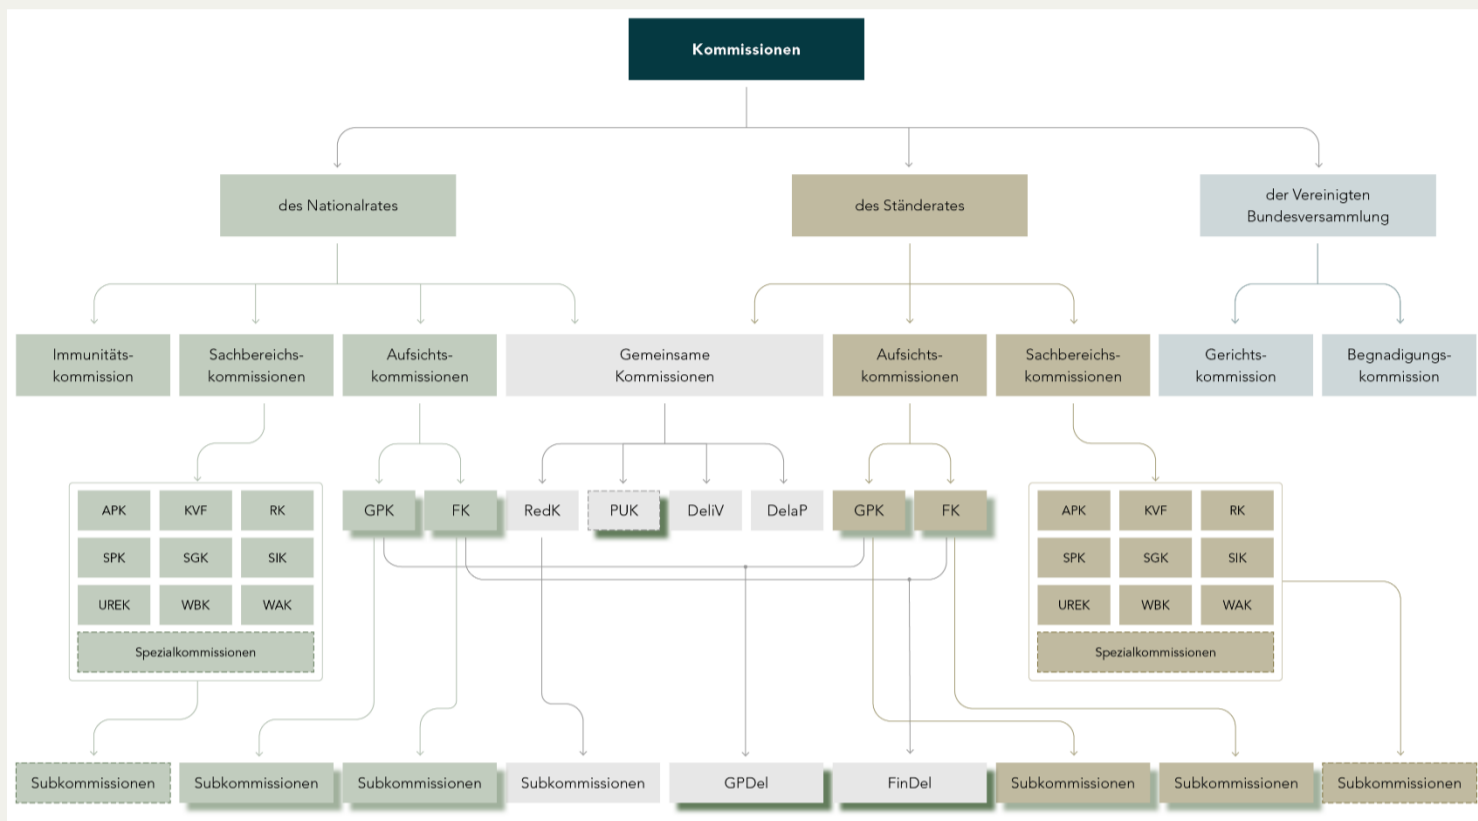 Kommissionen
des Nationalrates
des Ständerates
der Vereinigten
Bundesversammlung
Immunitäts-
kommission
Sachbereichs-
kommissionen
Aufsichts-
kommissionen
Gemeinsame
Kommissionen
Aufsichts-
kommissionen
Sachbereichs-
kommissionen
Gerichts-
kommission
Begnadigungs-
kommission
APK KVF RK
SPK SGK SIK
UREK WBK WAK
Spezialkommissionen
GPK FK RedK PUK DeliV DelaP GPK FK
APK KVF RK
SPK SGK SIK
UREK WBK WAK
Spezialkommissionen
Subkommissionen Subkommissionen Subkommissionen Subkommissionen GPDel FinDel Subkommissionen Subkommissionen Subkommissionen